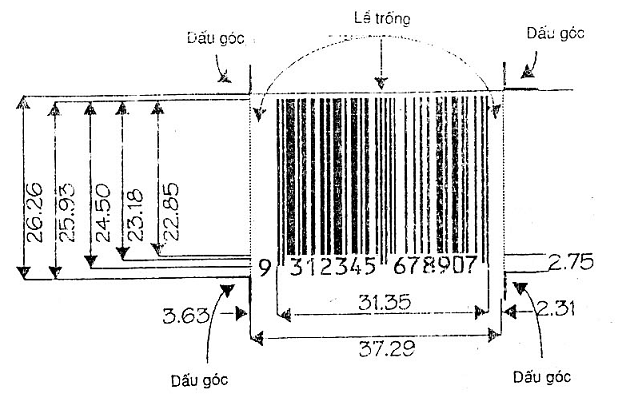 Lề trống
Dấu góc
Dấu góc
26.26
25.93
24.50
23.18
22.85
9 312345 678907
2.75
3.63
31.35
2.31
37.29
Dấu góc
Dấu góc